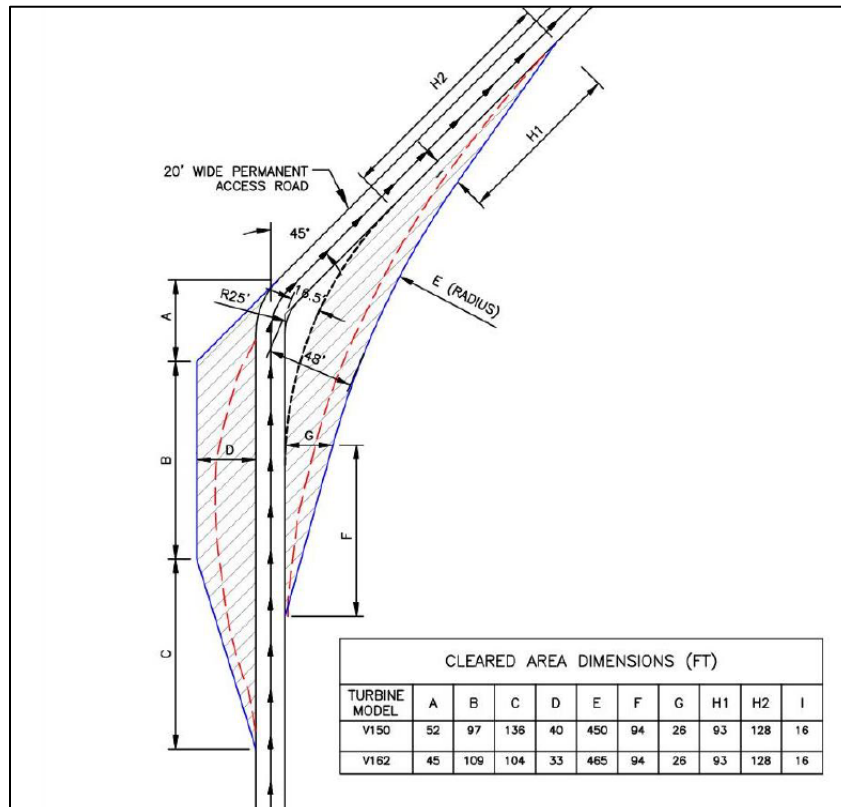 H2
H1
20' WIDE PERMANENT
ACCESS ROAD
45°
R25'
16.5'
E (RADIUS)
A
48'
B
D
G
F
C
CLEARED AREA DIMENSIONS (FT)
TURBINE MODEL A B C D E F G H1 H2 I
V150 52 97 136 40 450 94 26 93 128 16
V162 45 109 104 33 465 94 26 93 128 16